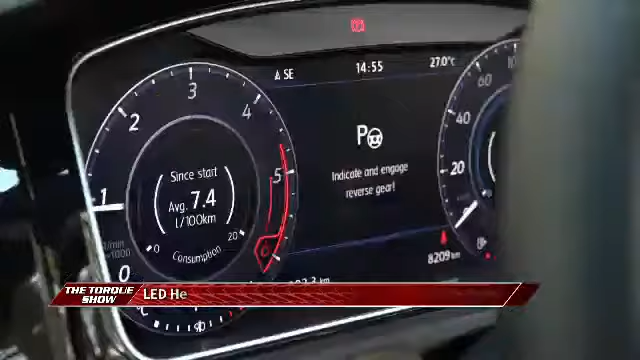 SE
14:55
27.0°C
3
2
4
1
5
0
Since start
Avg. 7.4
L/100km
0
20
Consumption
P
Indicate and engage
reverse gear!
60
40
20
8209 km
THE TORQUE
SHOW
LED He
90